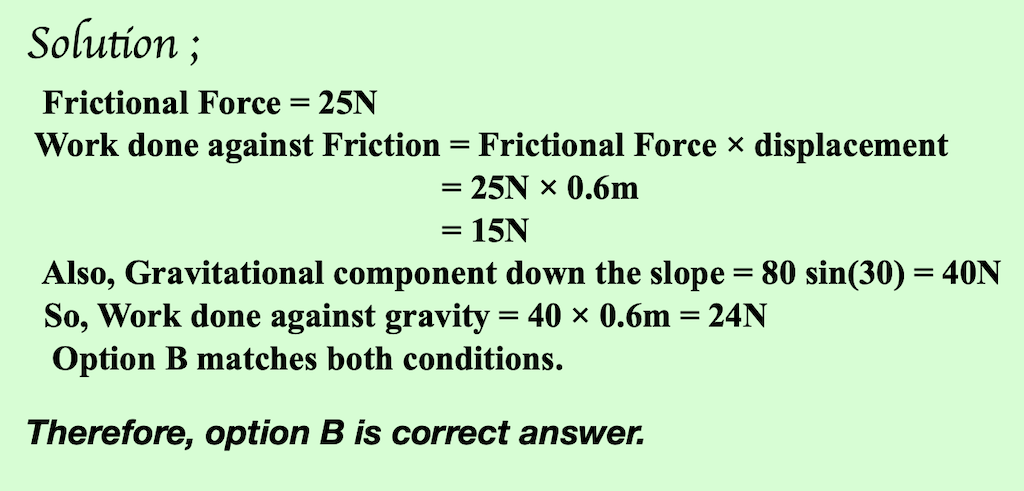 Solution ;
Frictional Force = 25N
Work done against Friction = Frictional Force × displacement
= 25N × 0.6m
= 15N
Also, Gravitational component down the slope = 80 sin(30) = 40N
So, Work done against gravity = 40 × 0.6m = 24N
Option B matches both conditions.
Therefore, option B is correct answer.